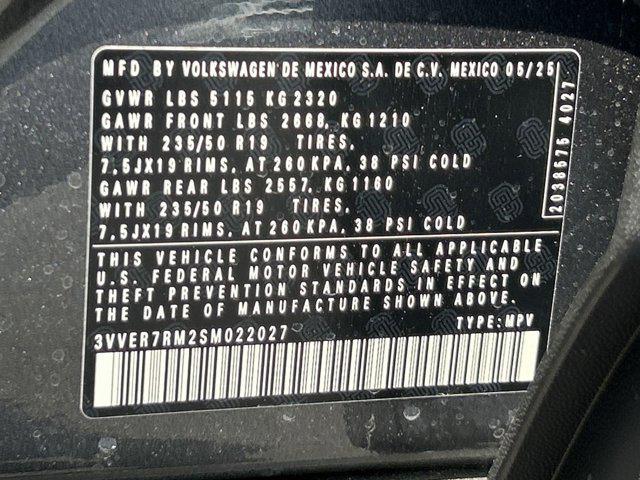 MFD BY VOLKSWAGEN DE MEXICO S.A. DE C.V. MEXICO 05/25
GVWR LBS 5115 KG 2320
GAWR FRONT LBS 2668, KG 1210
WITH 235/50 R19 TIRES,
7,5JX19 RIMS, AT 260 KPA, 38 PSI COLD
GAWR REAR LBS 2557, KG 1160
WITH 235/50 R19 TIRES,
7,5JX19 RIMS, AT 260 KPA, 38 PSI COLD
2038575 4027
THIS VEHICLE CONFORMS TO ALL APPLICABLE
U.S. FEDERAL MOTOR VEHICLE SAFETY AND
THEFT PREVENTION STANDARDS IN EFFECT ON
THE DATE OF MANUFACTURE SHOWN ABOVE.
3VVER7RM2SM022027 TYPE: MPV